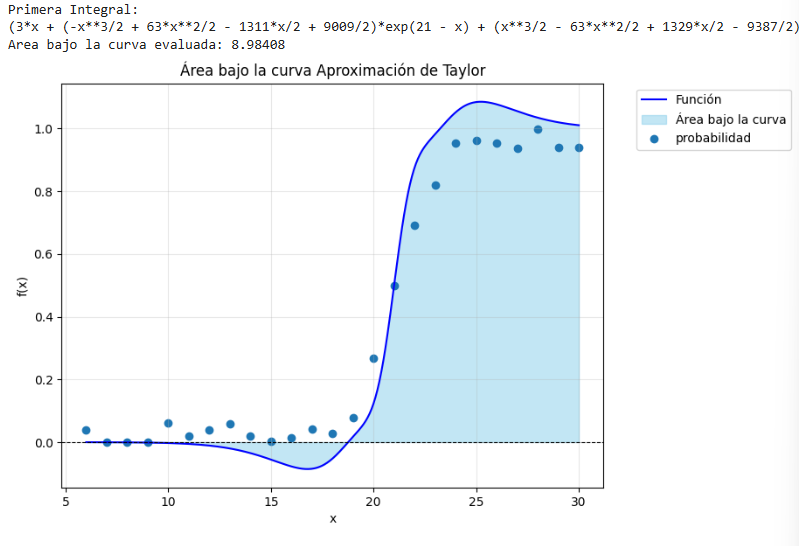 Primera Integral:
(3*x + (-x**3/2 + 63*x**2/2 - 1311*x/2 + 9009/2)*exp(21 - x) + (x**3/2 - 63*x**2/2 + 1329*x/2 - 9387/2)
Area bajo la curva evaluada: 8.98408
Área bajo la curva Aproximación de Taylor
Función
Área bajo la curva
probabilidad
1.0
0.8
0.6
0.4
0.2
0.0
f(x)
5 10 15 20 25 30
x